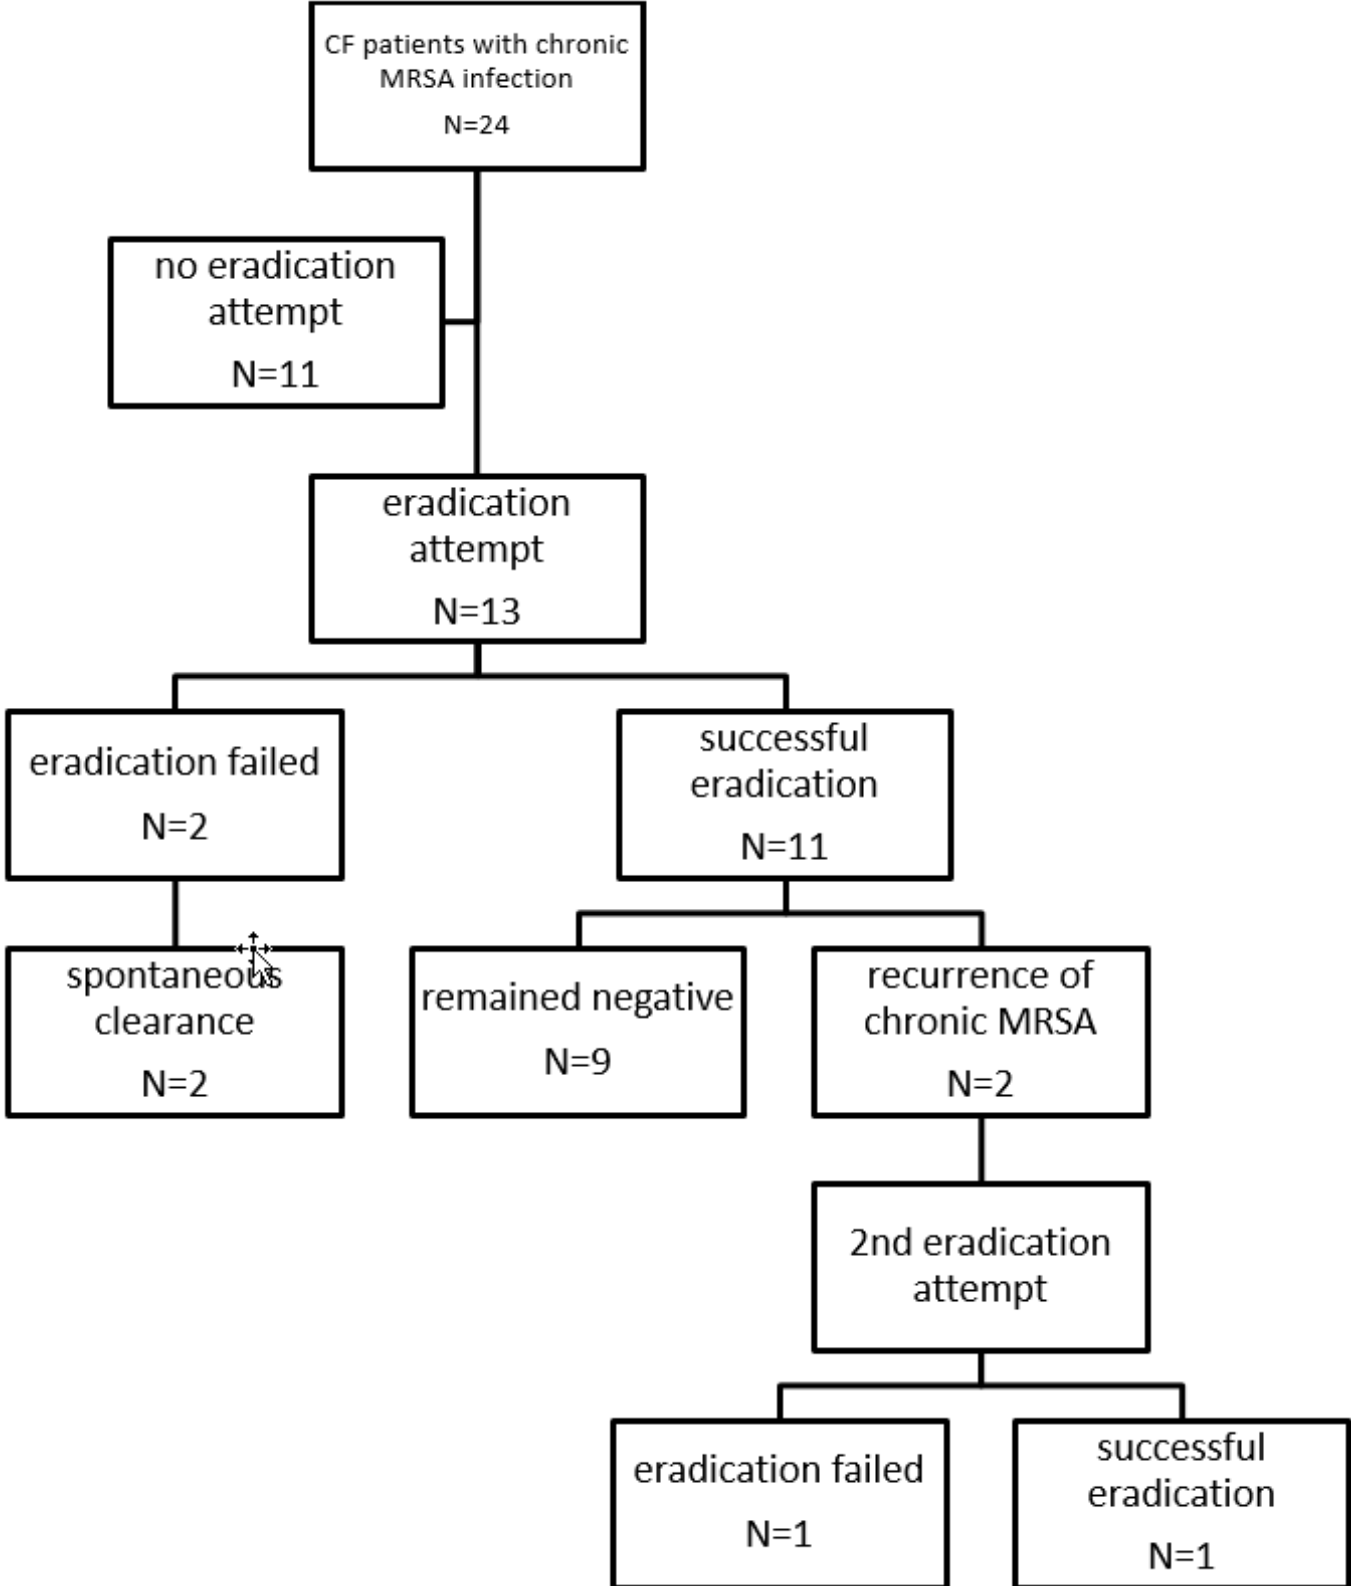 CF patients with chronic
MRSA infection
N=24
no eradication
attempt
N=11
eradication
attempt
N=13
eradication failed
N=2
successful
eradication
N=11
spontaneous
clearance
N=2
remained negative
N=9
recurrence of
chronic MRSA
N=2
2nd eradication
attempt
eradication failed
N=1
successful
eradication
N=1